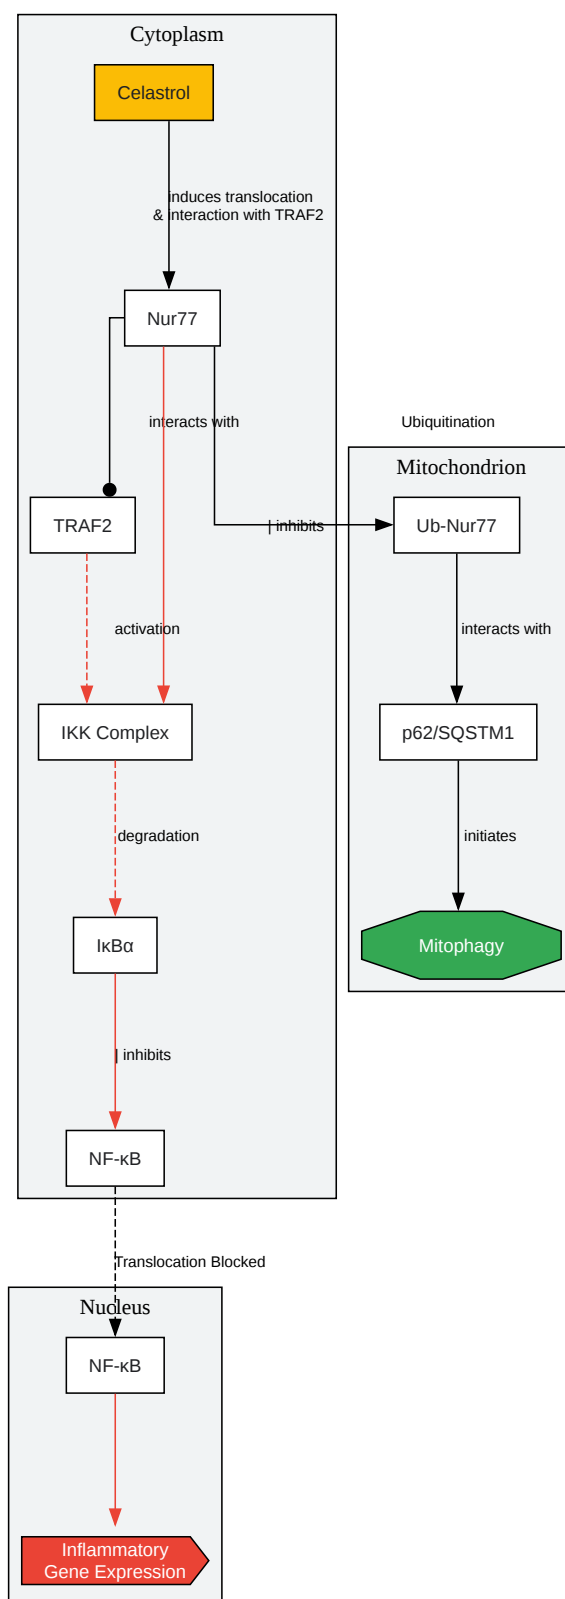 Cytoplasm
Celastrol
induces translocation
& interaction with TRAF2
Nur77
interacts with
Ubiquitination
Mitochondrion
TRAF2
| inhibits
Ub-Nur77
activation
interacts with
IKK Complex
p62/SQSTM1
degradation
initiates
IκBα
Mitophagy
| inhibits
NF-κB
Translocation Blocked
Nucleus
NF-κB
Inflammatory
Gene Expression